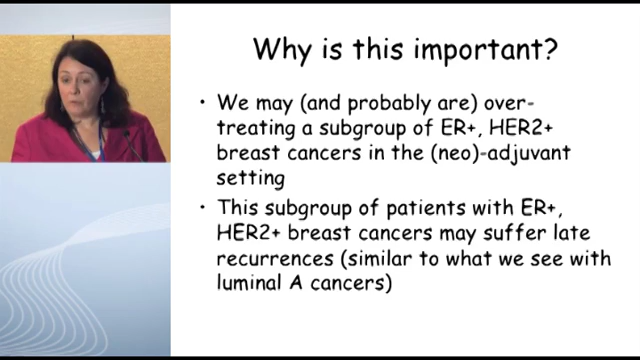 Why is this important?
• We may (and probably are) over-
treating a subgroup of ER+, HER2+
breast cancers in the (neo)-adjuvant
setting
• This subgroup of patients with ER+,
HER2+ breast cancers may suffer late
recurrences (similar to what we see with
luminal A cancers)